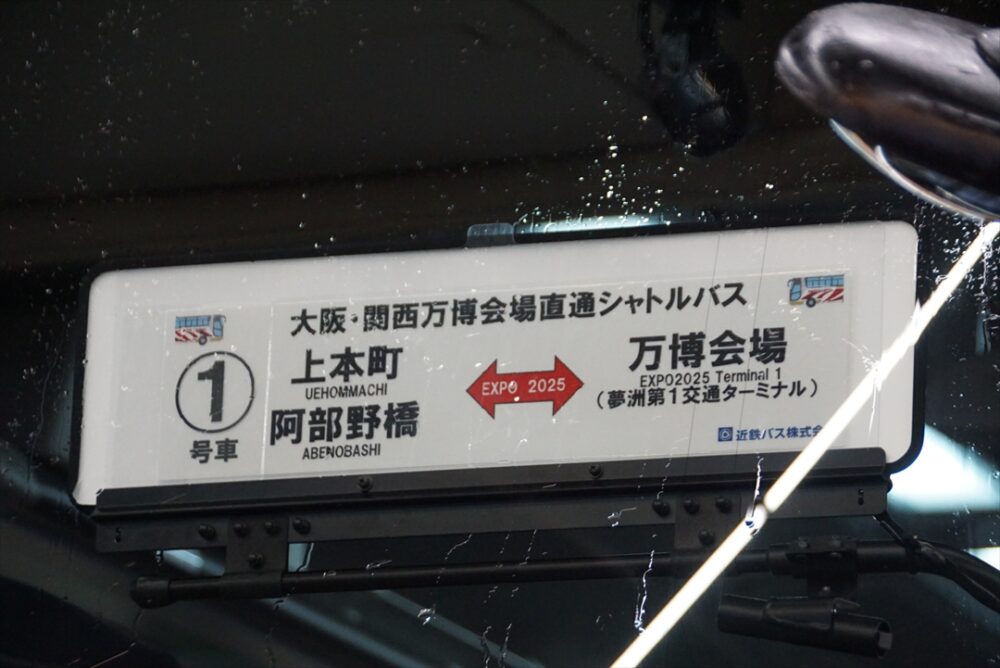 大阪・関西万博会場直通シャトルバス
1
号車
上本町
UEHOMMACHI
阿部野橋
ABENOBASHI
EXPO 2025
万博会場
EXPO2025 Terminal 1
(夢洲第1交通ターミナル)
近鉄バス株式会